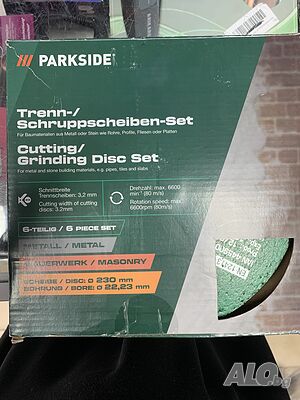 /// PARKSIDE
Trenn-/
Schruppscheiben-Set
Für Baumaterialien aus Metall oder Stein wie Rohre, Profile, Fliesen oder Platten
Cutting/
Grinding Disc Set
For metal and stone building materials, e.g. pipes, tiles and slabs
Schnittbreite
Trennscheiben: 3,2 mm
Cutting width of cutting
discs: 3.2mm
Drehzahl: max. 6600
min⁻¹ (80 m/s)
Rotation speed: max.
6600rpm (80m/s)
6-TEILIG / 6 PIECE SET
METALL / METAL
MAUERWERK / MASONRY
SCHEIBE / DISC: ø 230 mm
BOHRUNG / BORE: ø 22,23 mm
ALO.bg